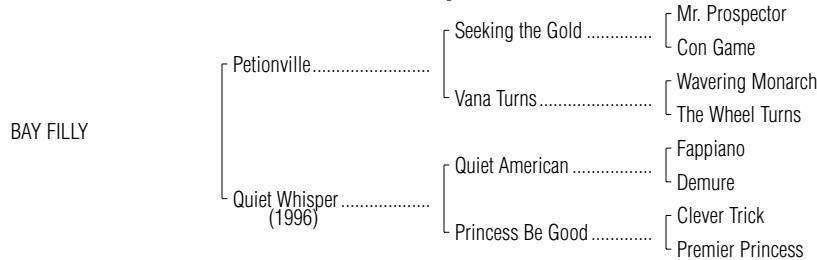 Mr. Prospector
Seeking the Gold ..............
Con Game
Petionville..........................
Wavering Monarch
Vana Turns.........................
The Wheel Turns
BAY FILLY
Fappiano
Quiet American ..................
Demure
Quiet Whisper....................
(1996)
Clever Trick
Princess Be Good..............
Premier Princess